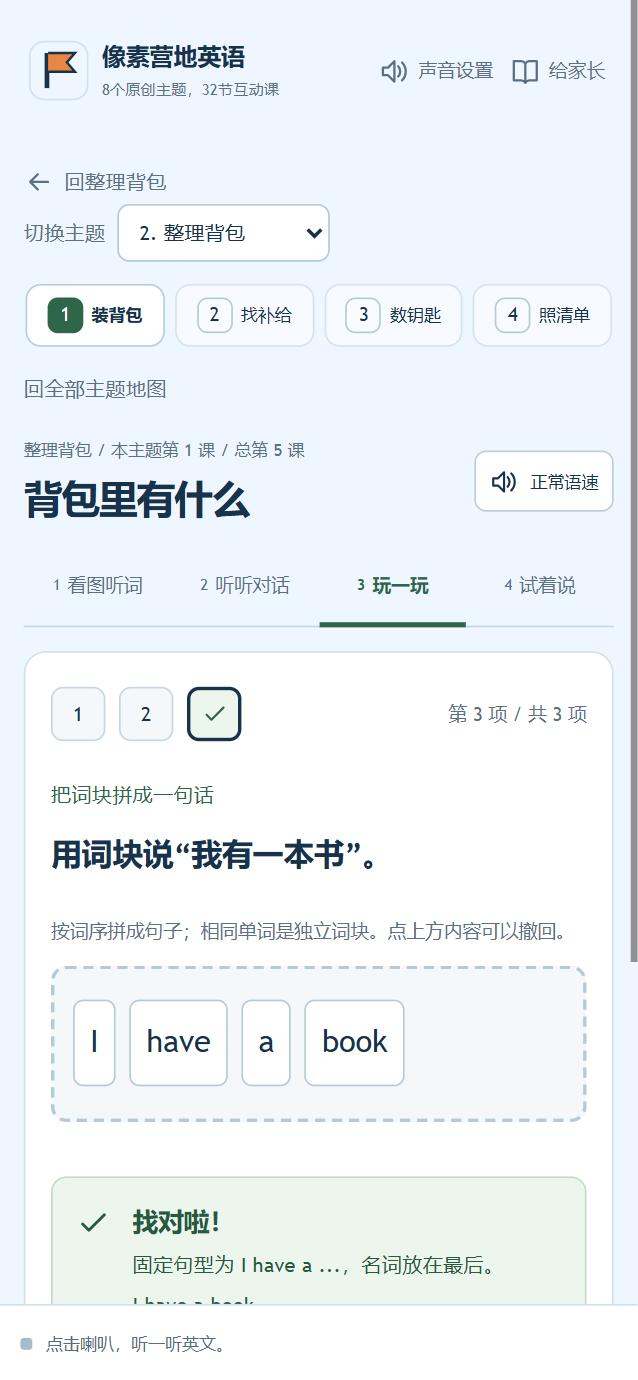 像素营地英语
8个原创主题，32节互动课
声音设置
给家长
回整理背包
切换主题
2. 整理背包
1 装背包
2 找补给
3 数钥匙
4 照清单
回全部主题地图
整理背包 / 本主题第 1 课 / 总第 5 课
背包里有什么
正常语速
1 看图听词
2 听听对话
3 玩一玩
4 试着说
1
2
第 3 项 / 共 3 项
把词块拼成一句话
用词块说“我有一本书”。
按词序拼成句子；相同单词是独立词块。点上方内容可以撤回。
I have a book
找对啦！
固定句型为 I have a ...，名词放在最后。
I have a book.
点击喇叭，听一听英文。